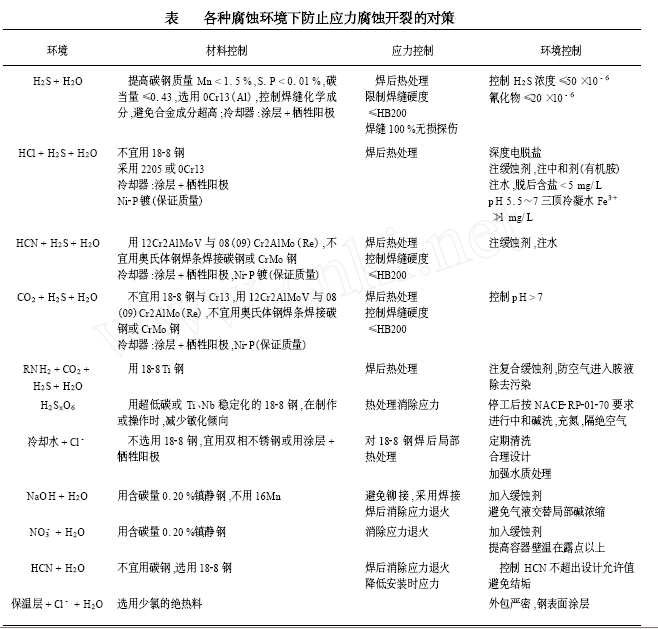 表 各种腐蚀环境下防止应力腐蚀开裂的对策
环境 材料控制 应力控制 环境控制
H2S + H2O 提高碳钢质量 Mn < 1. 5 %,S. P < 0. 01 %,碳 焊后热处理 控制 H2S 浓度 ≤50 ×10⁻⁶
当量 ≤0. 43 ,选用 0Cr13 (Al) ,控制焊缝化学成 限制焊缝硬度 氰化物 ≤20 ×10⁻⁶
分 ,避免合金成分超高 ;冷却器 :涂层 + 牺牲阳极 ≤HB200
焊缝 100 %无损探伤
HCl + H2S + H2O 不宜用 18-8 钢 焊后热处理 深度电脱盐
采用 2205 或 0Cr13 注缓蚀剂 ,注中和剂 (有机胺)
冷却器 :涂层 + 牺牲阳极 注水 ,脱后含盐 < 5 mg/ L
Ni-P 镀 (保证质量) pH 5. 5～7 三顶冷凝水 Fe³⁺
≯1 mg/ L
HCN + H2S + H2O 用 12Cr2AlMoV 与 08 (09) Cr2AlMo (Re) ,不 焊后热处理 注缓蚀剂 ,注水
宜用奥氏体钢焊条焊接碳钢或 CrMo 钢 控制焊缝硬度
冷却器 :涂层 + 牺牲阳极 ,Ni-P 镀 (保证质量) ≤HB200
CO2 + H2S + H2O 不宜用 18-8 钢与 Cr13 ,用 12Cr2AlMoV 与 08 焊后热处理 控制 pH > 7
(09) Cr2AlMo (Re) ,不宜用奥氏体钢焊条焊接碳 控制焊缝硬度
钢或 CrMo 钢 ≤HB200
冷却器 :涂层 + 牺牲阳极 ,Ni-P (保证质量)
RNH2 + CO2 + 用 18-8 Ti 钢 焊后热处理 注复合缓蚀剂 ,防空气进入胺液
H2S + H2O 除去污染
H2SxO6 用超低碳或 Ti、Nb 稳定化的 18-8 钢 ,在制作 热处理消除应力 停工后按 NACE-RP-01-70 要求
或操作时 ,减少敏化倾向 进行中和碱洗 ,充氮 ,隔绝空气
冷却水 + Cl⁻ 不选用 18-8 钢 ,宜用双相不锈钢或用涂层 + 对 18-8 钢焊后局部 定期清洗
牺牲阳极 热处理 合理设计
加强水质处理
NaOH + H2O 用含碳量 0. 20 %镇静钢 ,不用 16Mn 避免铆接 ,采用焊接 加入缓蚀剂
焊后消除应力退火 避免气液交替局部碱浓缩
NO3⁻ + H2O 用含碳量 0. 20 %镇静钢 消除应力退火 加入缓蚀剂
提高容器壁温在露点以上
HCN + H2O 不宜用碳钢 ,选用 18-8 钢 焊后消除应力退火 控制 HCN 不超出设计允许值
降低安装时应力 避免结垢
保温层 + Cl⁻ + H2O 选用少氯的绝热料 外包严密 ,钢表面涂层
www.cnki.net